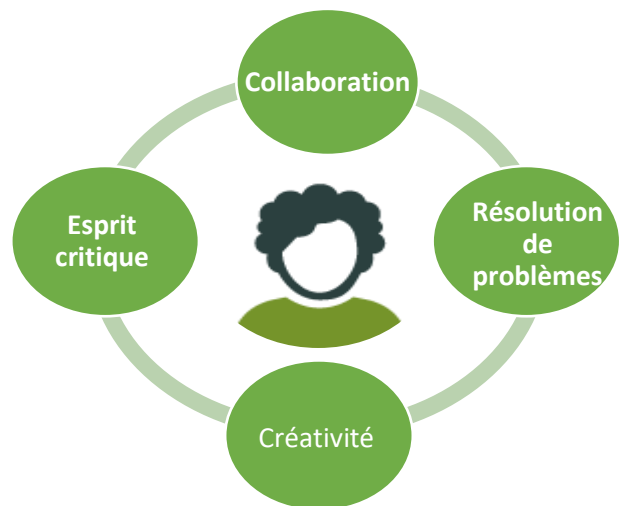 Collaboration
Esprit
critique
Résolution
de
problèmes
Créativité